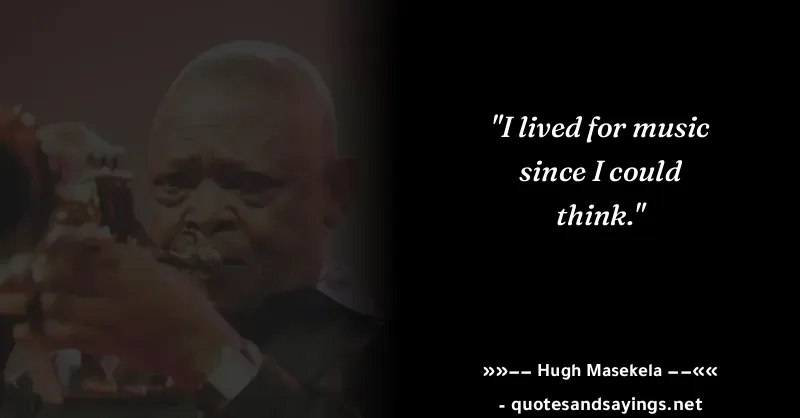 "I lived for music
since I could
think."
»»−− Hugh Masekela −−««
- quotesandsayings.net